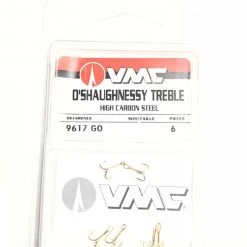 VMC
O'SHAUGHNESSY TREBLE
HIGH CARBON STEEL
REFERENCE SIZE/TAILLE PIECES
9617 GO 6
VMC